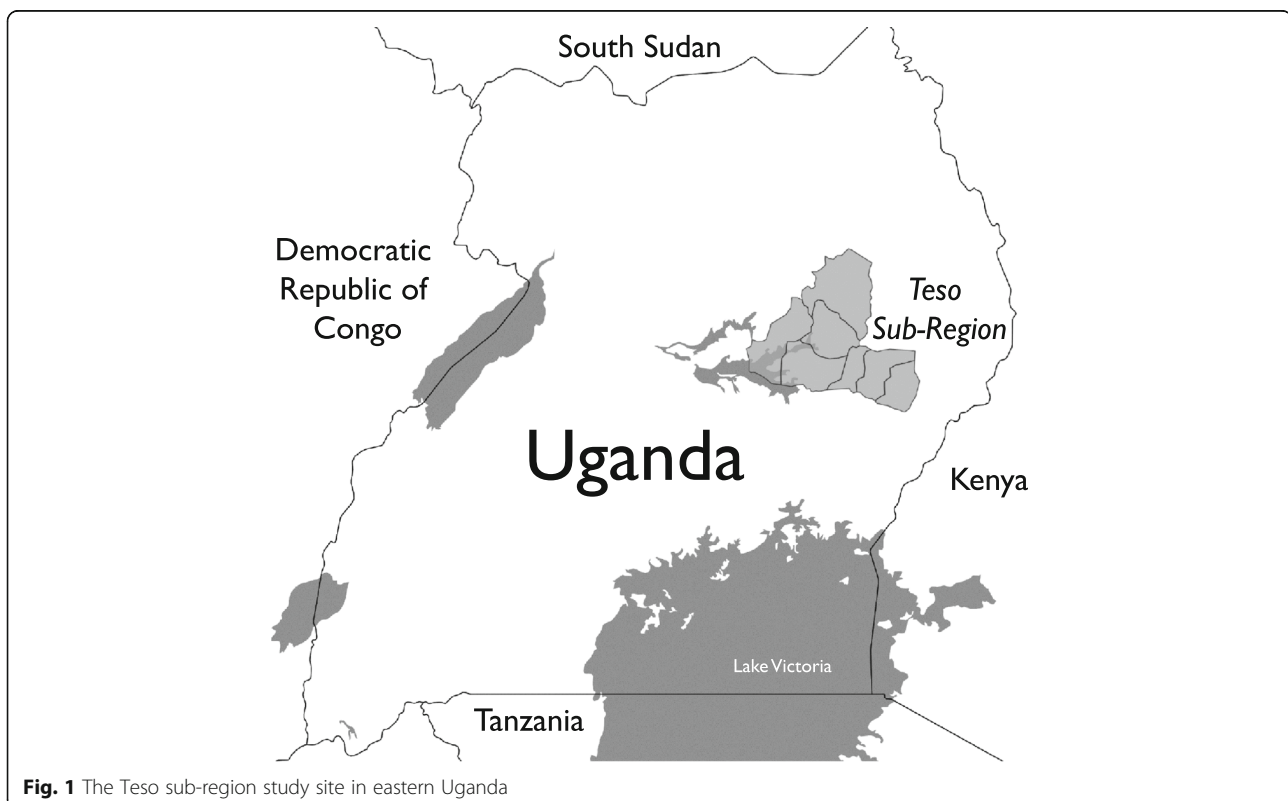 South Sudan
Democratic
Republic of
Congo
Teso
Sub-Region
Uganda
Kenya
Lake Victoria
Tanzania
Fig. 1 The Teso sub-region study site in eastern Uganda